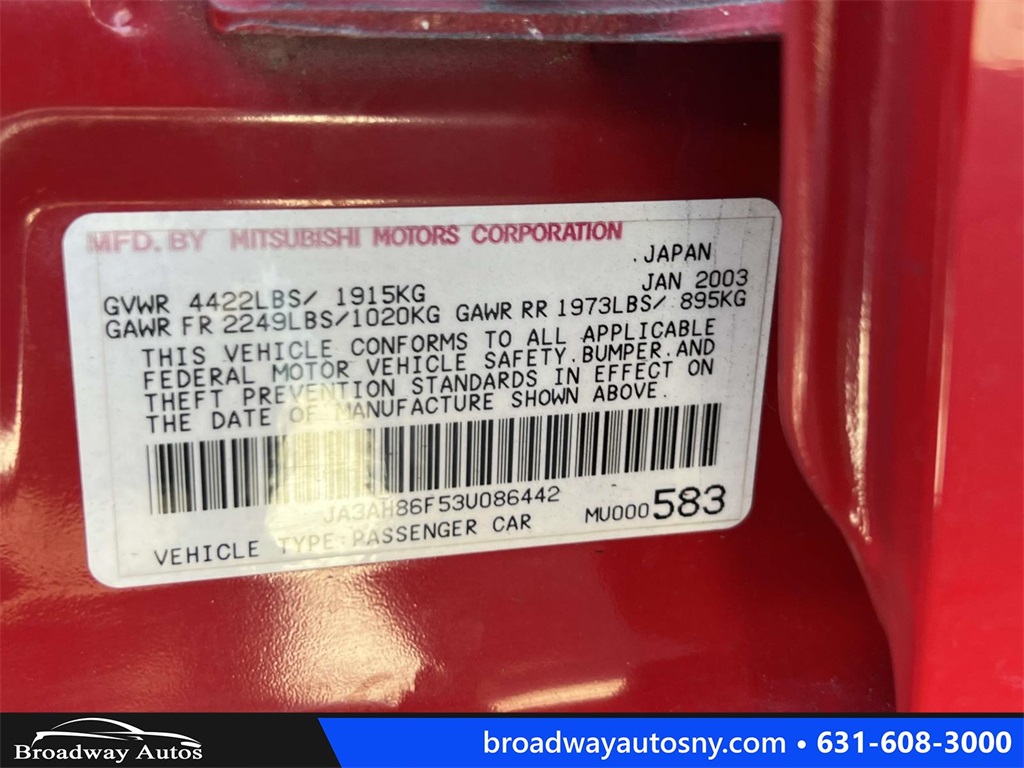 MFD. BY MITSUBISHI MOTORS CORPORATION
. JAPAN
JAN 2003
GVWR 4422LBS/ 1915KG
GAWR FR 2249LBS/1020KG GAWR RR 1973LBS/ 895KG
THIS VEHICLE CONFORMS TO ALL APPLICABLE
FEDERAL MOTOR VEHICLE SAFETY, BUMPER, AND
THEFT PREVENTION STANDARDS IN EFFECT ON
THE DATE OF MANUFACTURE SHOWN ABOVE.
JA3AH86F53U086442
MU000583
VEHICLE TYPE:PASSENGER CAR
Broadway Autos
broadwayautosny.com • 631-608-3000